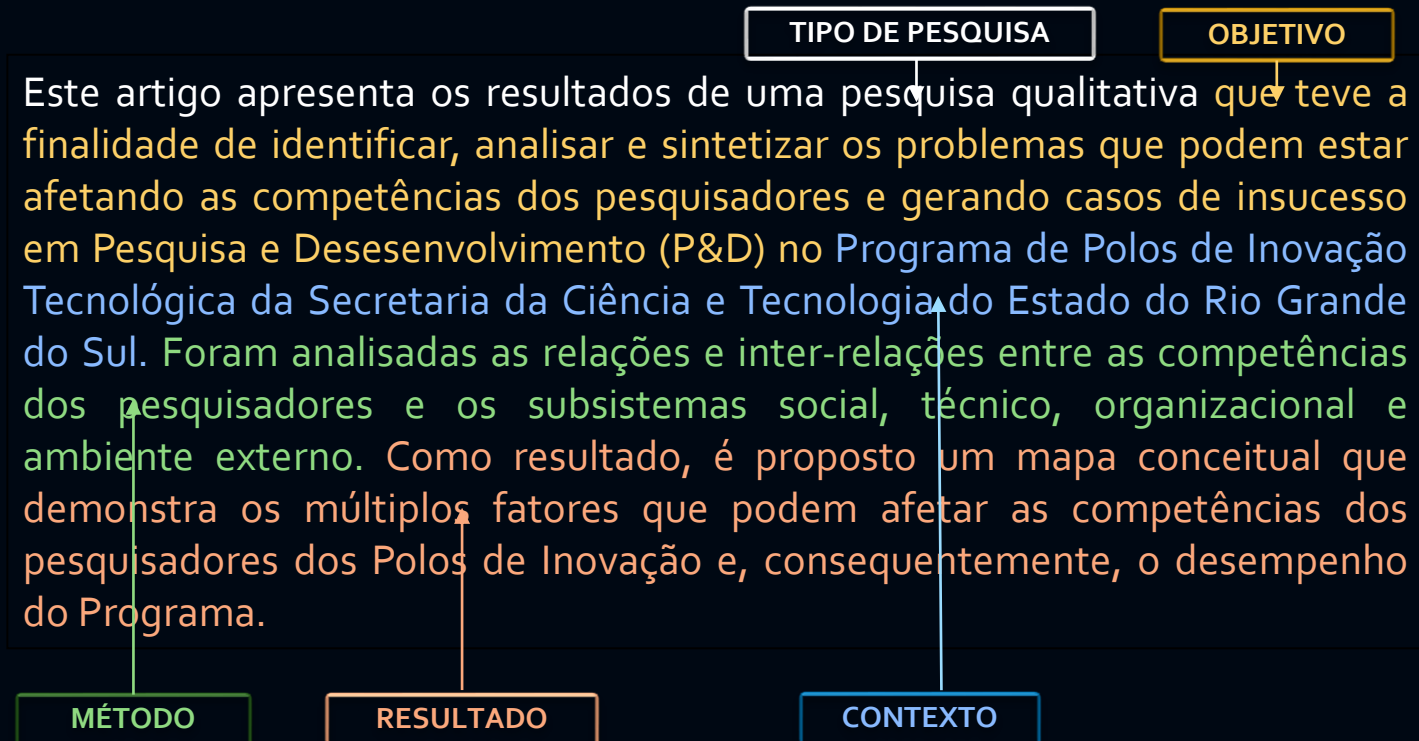 TIPO DE PESQUISA OBJETIVO
Este artigo apresenta os resultados de uma pesquisa qualitativa que teve a
finalidade de identificar, analisar e sintetizar os problemas que podem estar
afetando as competências dos pesquisadores e gerando casos de insucesso
em Pesquisa e Desesenvolvimento (P&D) no Programa de Polos de Inovação
Tecnológica da Secretaria da Ciência e Tecnologia do Estado do Rio Grande
do Sul. Foram analisadas as relações e inter-relações entre as competências
dos pesquisadores e os subsistemas social, técnico, organizacional e
ambiente externo. Como resultado, é proposto um mapa conceitual que
demonstra os múltiplos fatores que podem afetar as competências dos
pesquisadores dos Polos de Inovação e, consequentemente, o desempenho
do Programa.
MÉTODO RESULTADO CONTEXTO